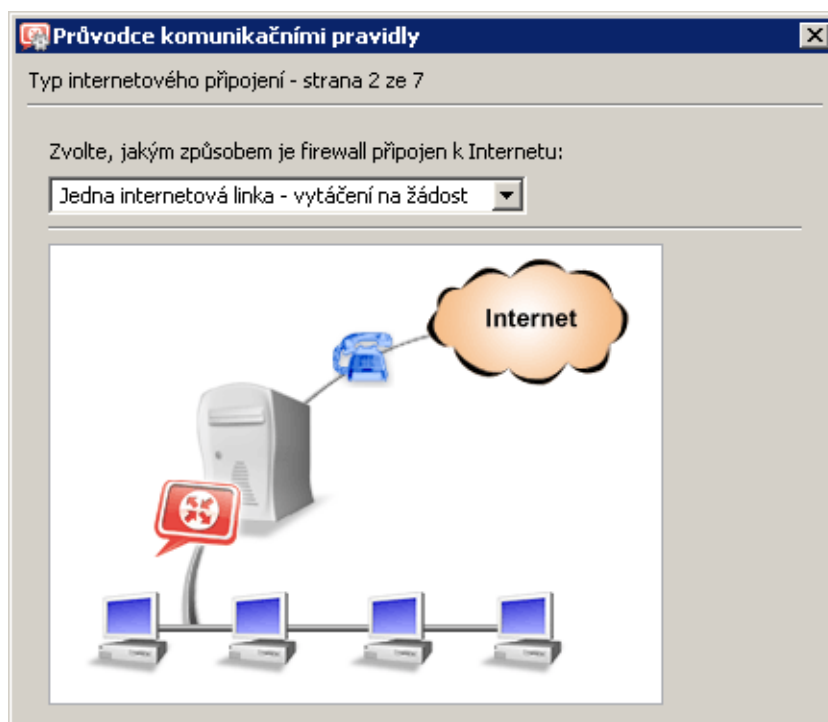 Průvodce komunikačními pravidly
Typ internetového připojení - strana 2 ze 7
Zvolte, jakým způsobem je firewall připojen k Internetu:
Jedna internetová linka - vytáčení na žádost
Internet